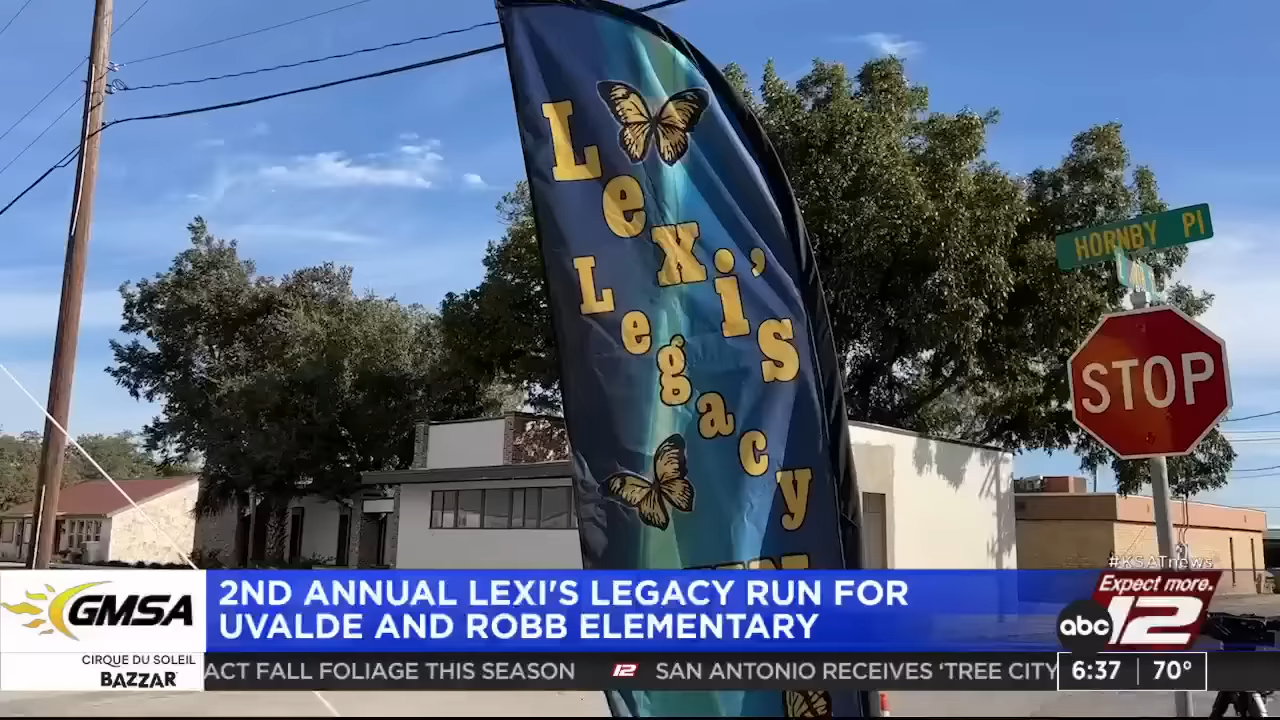 Lexi's
Legacy
HORNBY Pl
STOP
#KSATnews
Expect more.
abc 12
GMSA
2ND ANNUAL LEXI'S LEGACY RUN FOR
UVALDE AND ROBB ELEMENTARY
CIRQUE DU SOLEIL
BAZZAR
ACT FALL FOLIAGE THIS SEASON 12 SAN ANTONIO RECEIVES ‘TREE CITY
6:37 70°